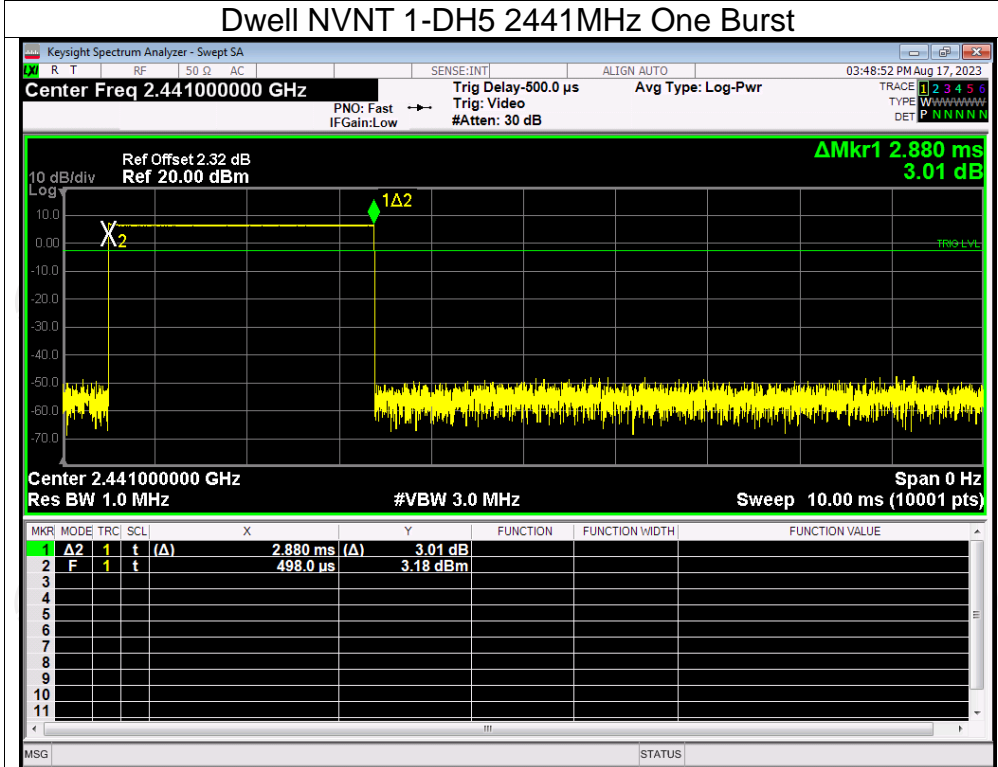 Dwell NVNT 1-DH5 2441MHz One Burst
Keysight Spectrum Analyzer - Swept SA
LXI R T RF 50 Ω AC SENSE:INT ALIGN AUTO 03:48:52 PM Aug 17, 2023
Center Freq 2.441000000 GHz Trig Delay-500.0 µs Avg Type: Log-Pwr TRACE 1 2 3 4 5 6
PNO: Fast Trig: Video TYPE WWWWWW
IFGain:Low #Atten: 30 dB DET P N N N N N
ΔMkr1 2.880 ms
Ref Offset 2.32 dB
10 dB/div Ref 20.00 dBm 3.01 dB
Log
1Δ2
10.0
2
0.00 TRIG LVL
-10.0
-20.0
-30.0
-40.0
-50.0
-60.0
-70.0
Center 2.441000000 GHz Span 0 Hz
Res BW 1.0 MHz #VBW 3.0 MHz Sweep 10.00 ms (10001 pts)
MKR MODE TRC SCL X Y FUNCTION FUNCTION WIDTH FUNCTION VALUE
1 Δ2 1 t (Δ) 2.880 ms (Δ) 3.01 dB
2 F 1 t 498.0 µs 3.18 dBm
3
4
5
6
7
8
9
10
11
MSG STATUS